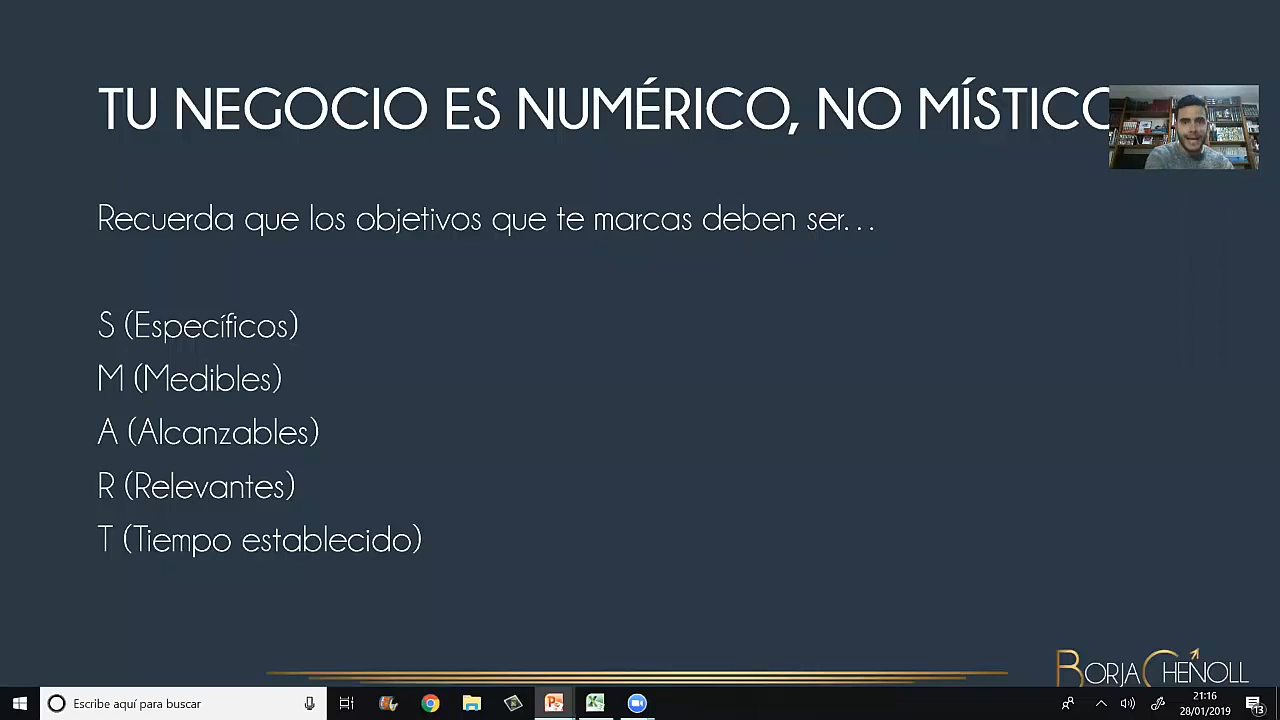 TU NEGOCIO ES NUMÉRICO, NO MÍSTICO
Recuerda que los objetivos que te marcas deben ser...
S (Específicos)
M (Medibles)
A (Alcanzables)
R (Relevantes)
T (Tiempo establecido)
BORJA CHENOLL
Escribe aquí para buscar
21:16
28/01/2019
13